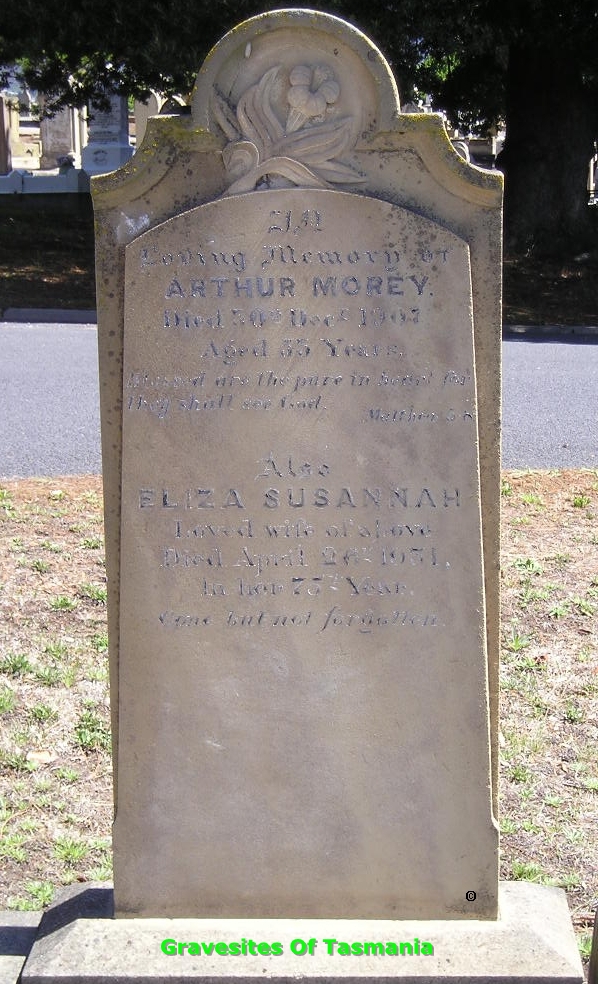 In
Loving Memory of
ARTHUR MOREY.
Died 30th Decr 1907
Aged 55 Years.
Blessed are the pure in heart for
they shall see God. Matthew 5.8
Also
ELIZA SUSANNAH
Loved wife of above
Died April 26th 1931,
In her 75th Year.
Gone but not forgotten.
©
Gravesites Of Tasmania